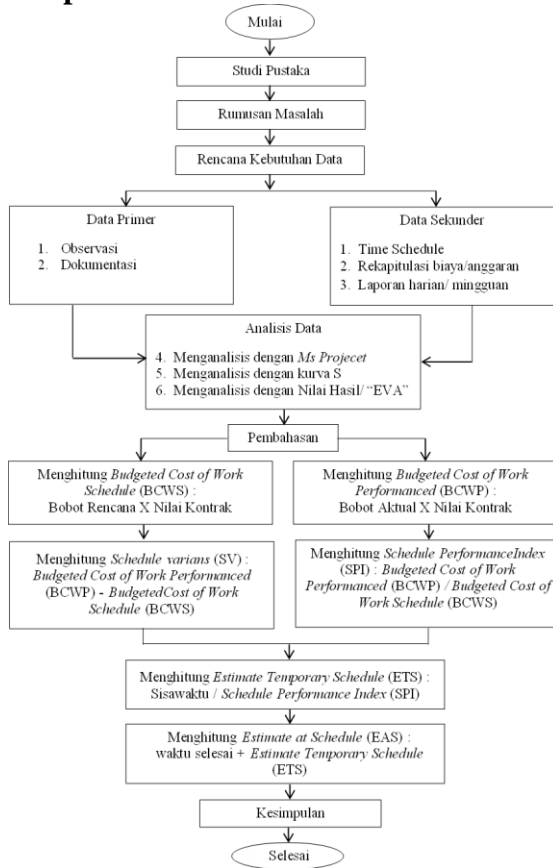 Mulai
Studi Pustaka
Rumusan Masalah
Rencana Kebutuhan Data
Data Primer
1. Observasi
2. Dokumentasi
Data Sekunder
1. Time Schedule
2. Rekapitulasi biaya/anggaran
3. Laporan harian/ mingguan
Analisis Data
4. Menganalisis dengan Ms Projecet
5. Menganalisis dengan kurva S
6. Menganalisis dengan Nilai Hasil/ “EVA”
Pembahasan
Menghitung Budgeted Cost of Work
Schedule (BCWS) :
Bobot Rencana X Nilai Kontrak
Menghitung Budgeted Cost of Work
Performanced (BCWP) :
Bobot Aktual X Nilai Kontrak
Menghitung Schedule varians (SV) :
Budgeted Cost of Work Performanced
(BCWP) - BudgetedCost of Work
Schedule (BCWS)
Menghitung Schedule PerformanceIndex
(SPI) : Budgeted Cost of Work
Performanced (BCWP) / Budgeted Cost of
Work Schedule (BCWS)
Menghitung Estimate Temporary Schedule (ETS) :
Sisawaktu / Schedule Performance Index (SPI)
Menghitung Estimate at Schedule (EAS) :
waktu selesai + Estimate Temporary Schedule
(ETS)
Kesimpulan
Selesai